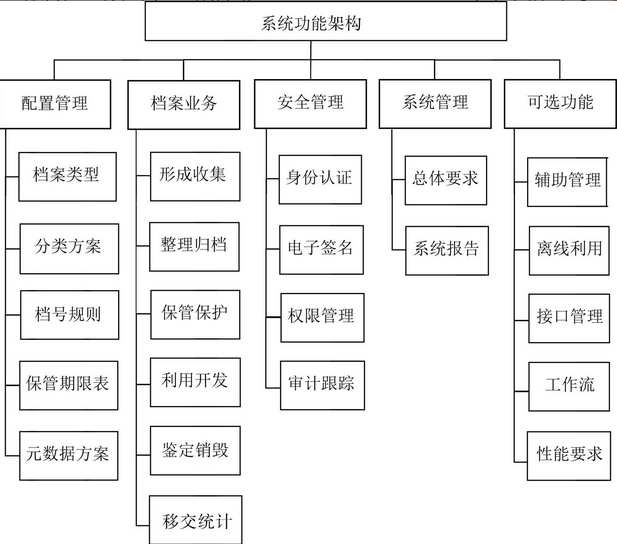 系统功能架构
配置管理
档案类型
分类方案
档号规则
保管期限表
元数据方案
档案业务
形成收集
整理归档
保管保护
利用开发
鉴定销毁
移交统计
安全管理
身份认证
电子签名
权限管理
审计跟踪
系统管理
总体要求
系统报告
可选功能
辅助管理
离线利用
接口管理
工作流
性能要求